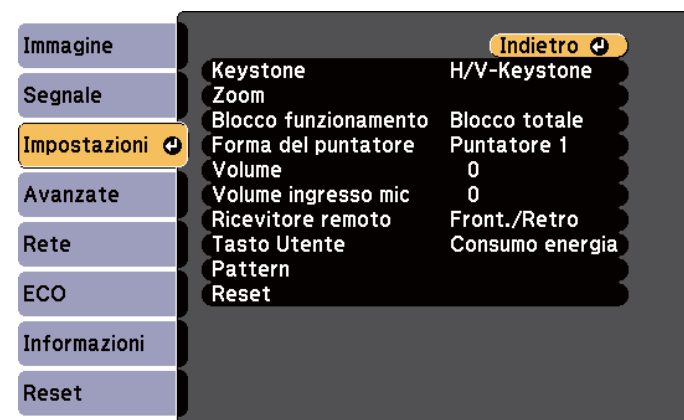 Immagine
Segnale
Impostazioni
Avanzate
Rete
ECO
Informazioni
Reset
Indietro
Keystone H/V-Keystone
Zoom
Blocco funzionamento Blocco totale
Forma del puntatore Puntatore 1
Volume 0
Volume ingresso mic 0
Ricevitore remoto Front./Retro
Tasto Utente Consumo energia
Pattern
Reset